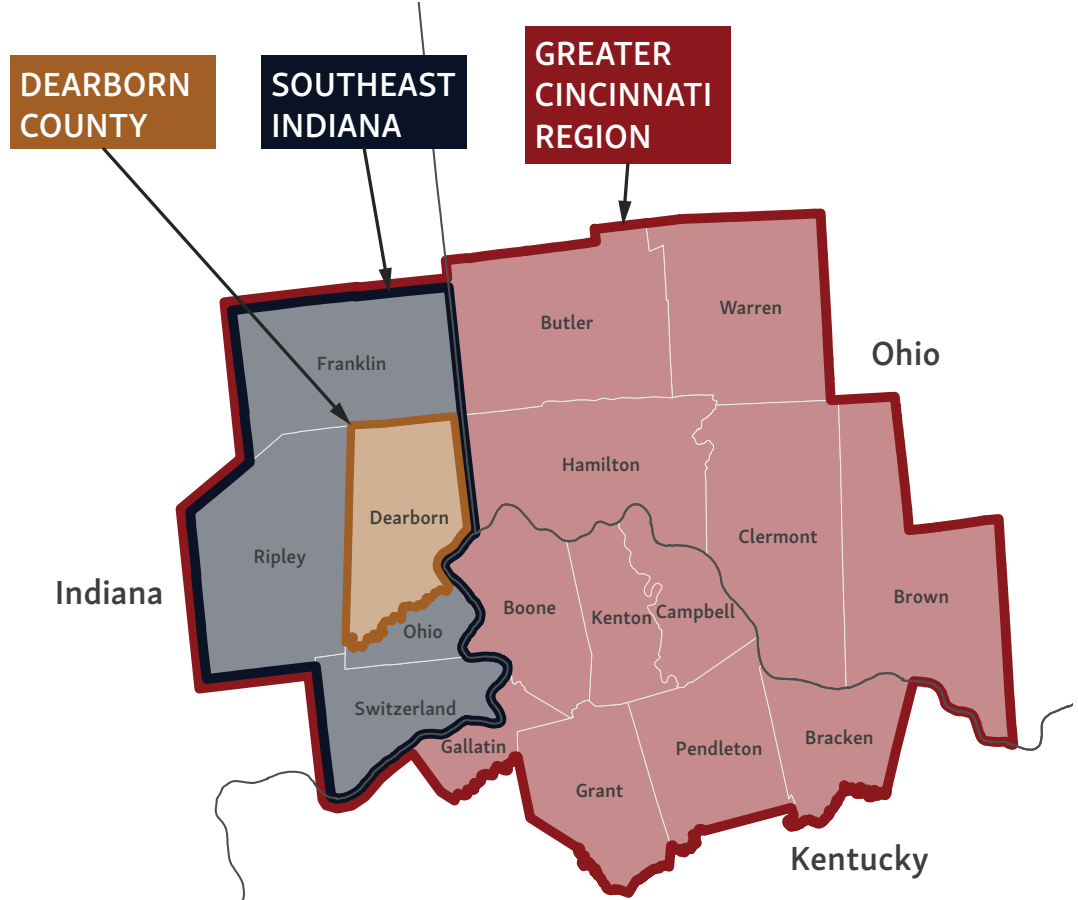 DEARBORN
COUNTY
SOUTHEAST
INDIANA
GREATER
CINCINNATI
REGION
Warren
Butler
Ohio
Franklin
Hamilton
Dearborn
Clermont
Ripley
Indiana
Brown
Boone
Kenton
Campbell
Ohio
Switzerland
Gallatin
Pendleton
Bracken
Grant
Kentucky